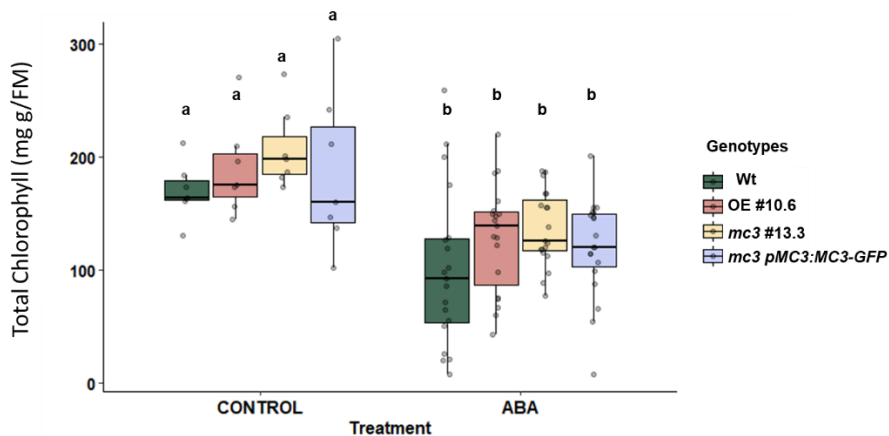 a
a
a
a
b
b
b
b
300
200
100
0
Total Chlorophyll (mg g/FM)
CONTROL
ABA
Treatment
Genotypes
Wt
OE #10.6
mc3 #13.3
mc3 pMC3:MC3-GFP